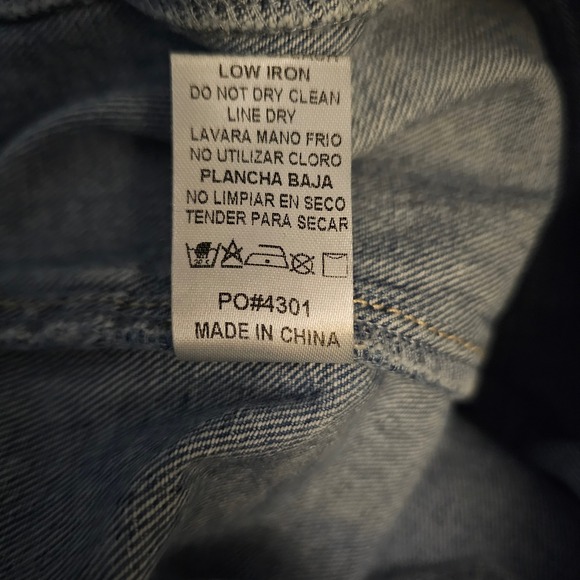 LOW IRON
DO NOT DRY CLEAN
LINE DRY
LAVARA MANO FRIO
NO UTILIZAR CLORO
PLANCHA BAJA
NO LIMPIAR EN SECO
TENDER PARA SECAR
PO#4301
MADE IN CHINA